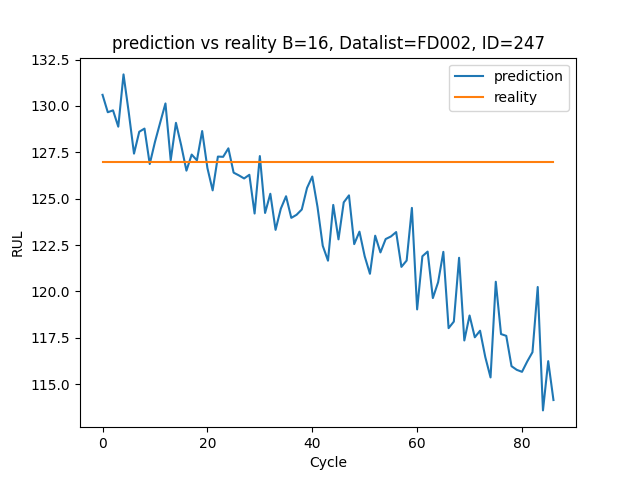 prediction vs reality B=16, Datalist=FD002, ID=247
132.5
130.0
127.5
125.0
122.5
120.0
117.5
115.0
RUL
prediction
reality
0
20
40
60
80
Cycle